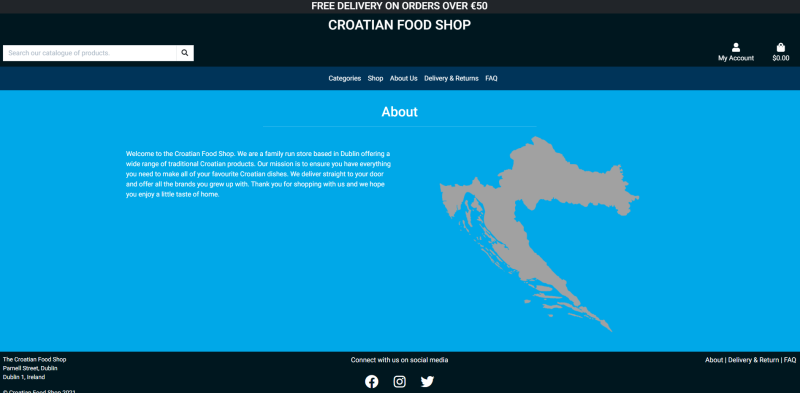 FREE DELIVERY ON ORDERS OVER €50
CROATIAN FOOD SHOP
Search our catalogue of products.
My Account
$0.00
Categories Shop About Us Delivery & Returns FAQ
About
Welcome to the Croatian Food Shop. We are a family run store based in Dublin offering a
wide range of traditional Croatian products. Our mission is to ensure you have everything
you need to make all of your favourite Croatian dishes. We deliver straight to your door
and offer all the brands you grew up with. Thank you for shopping with us and we hope
you enjoy a little taste of home.
The Croatian Food Shop
Parnell Street, Dublin
Dublin 1, Ireland
© Croatian Food Shop 2021
Connect with us on social media
About | Delivery & Return | FAQ